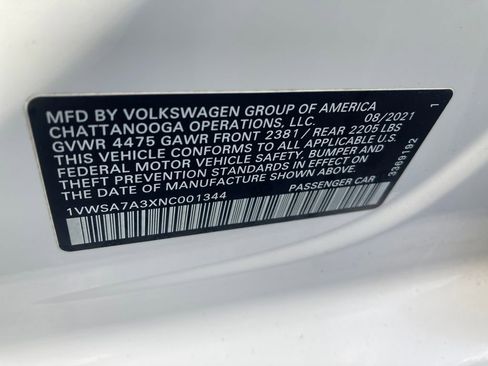 MFD BY VOLKSWAGEN GROUP OF AMERICA
CHATTANOOGA OPERATIONS, LLC. 08/2021 1
GVWR 4475 GAWR FRONT 2381 / REAR 2205 LBS
THIS VEHICLE CONFORMS TO ALL APPLICABLE
FEDERAL MOTOR VEHICLE SAFETY, BUMPER AND
THEFT PREVENTION STANDARDS IN EFFECT ON
THE DATE OF MANUFACTURE SHOWN ABOVE.
1VWSA7A3XNC001344 PASSENGER CAR
3369192